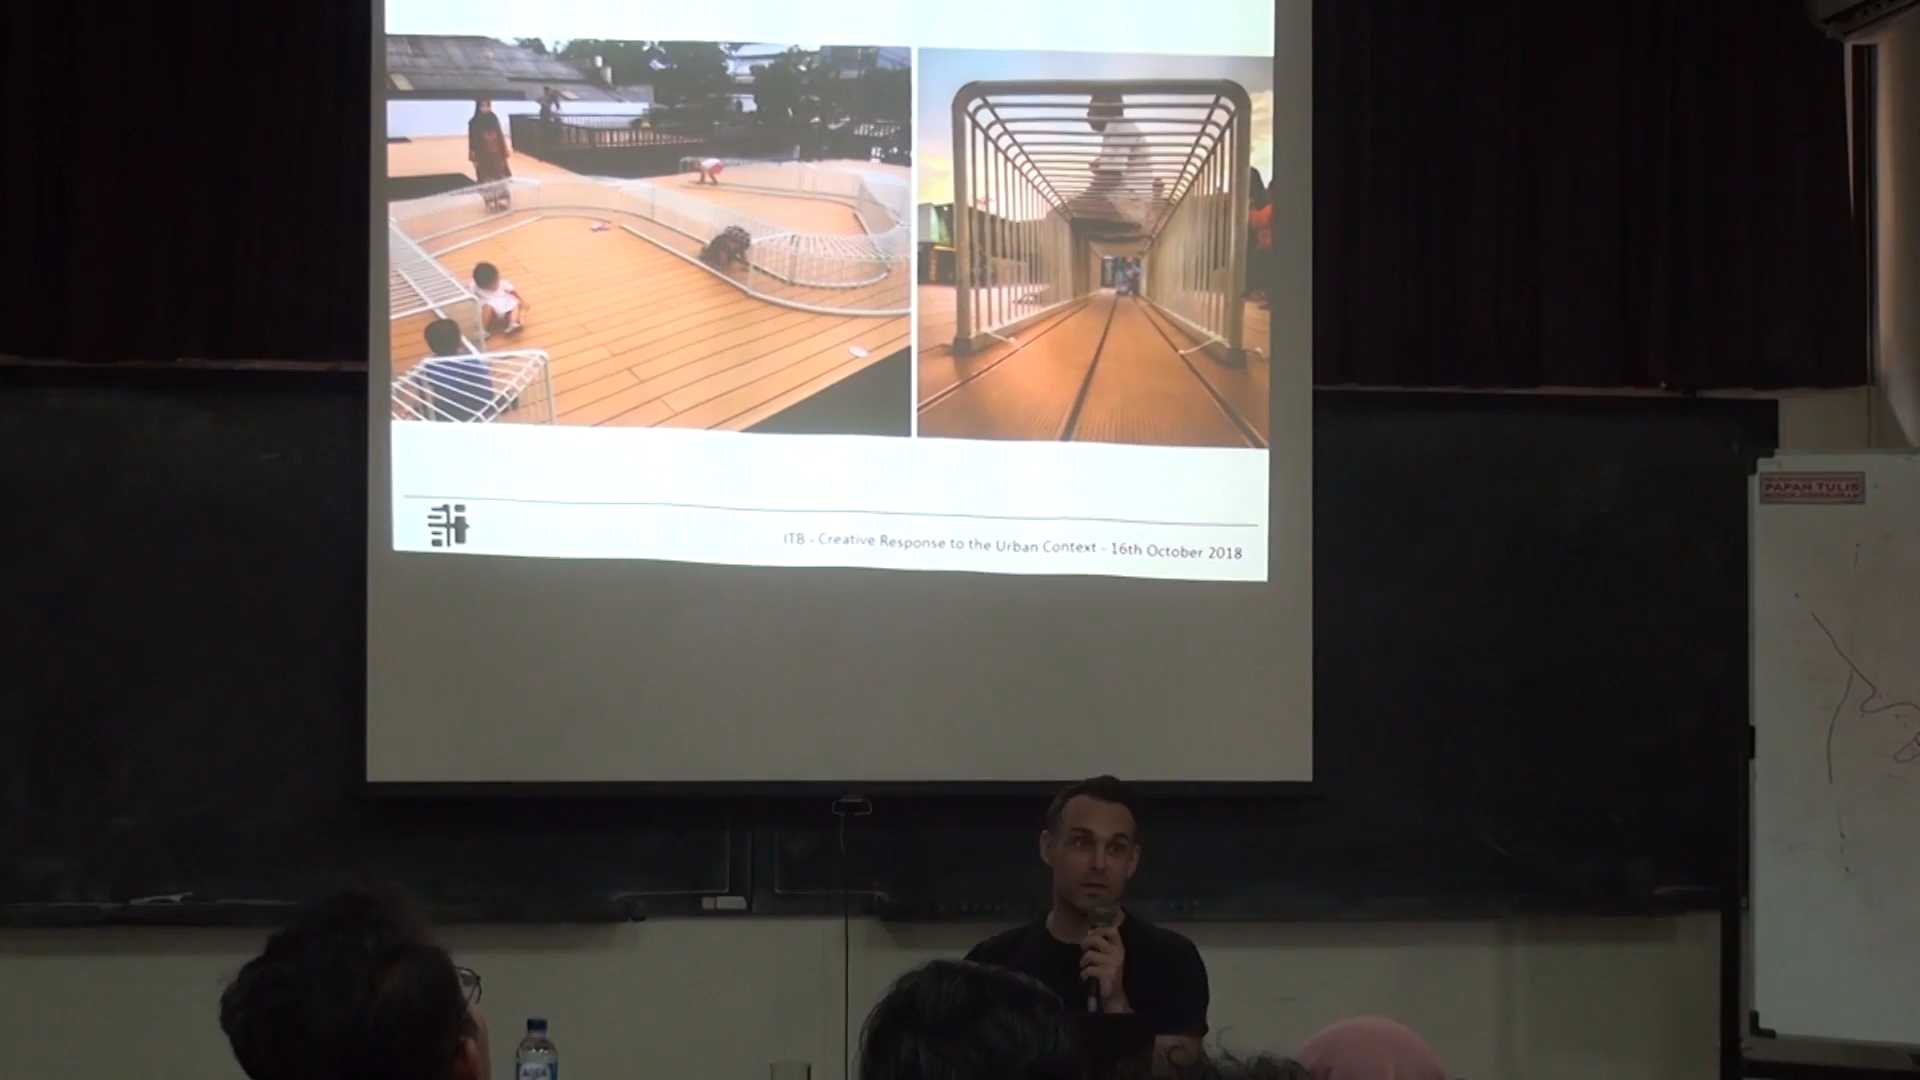 PAPAN TULIS
ITB - Creative Response to the Urban Context - 16th October 2018
AQUA